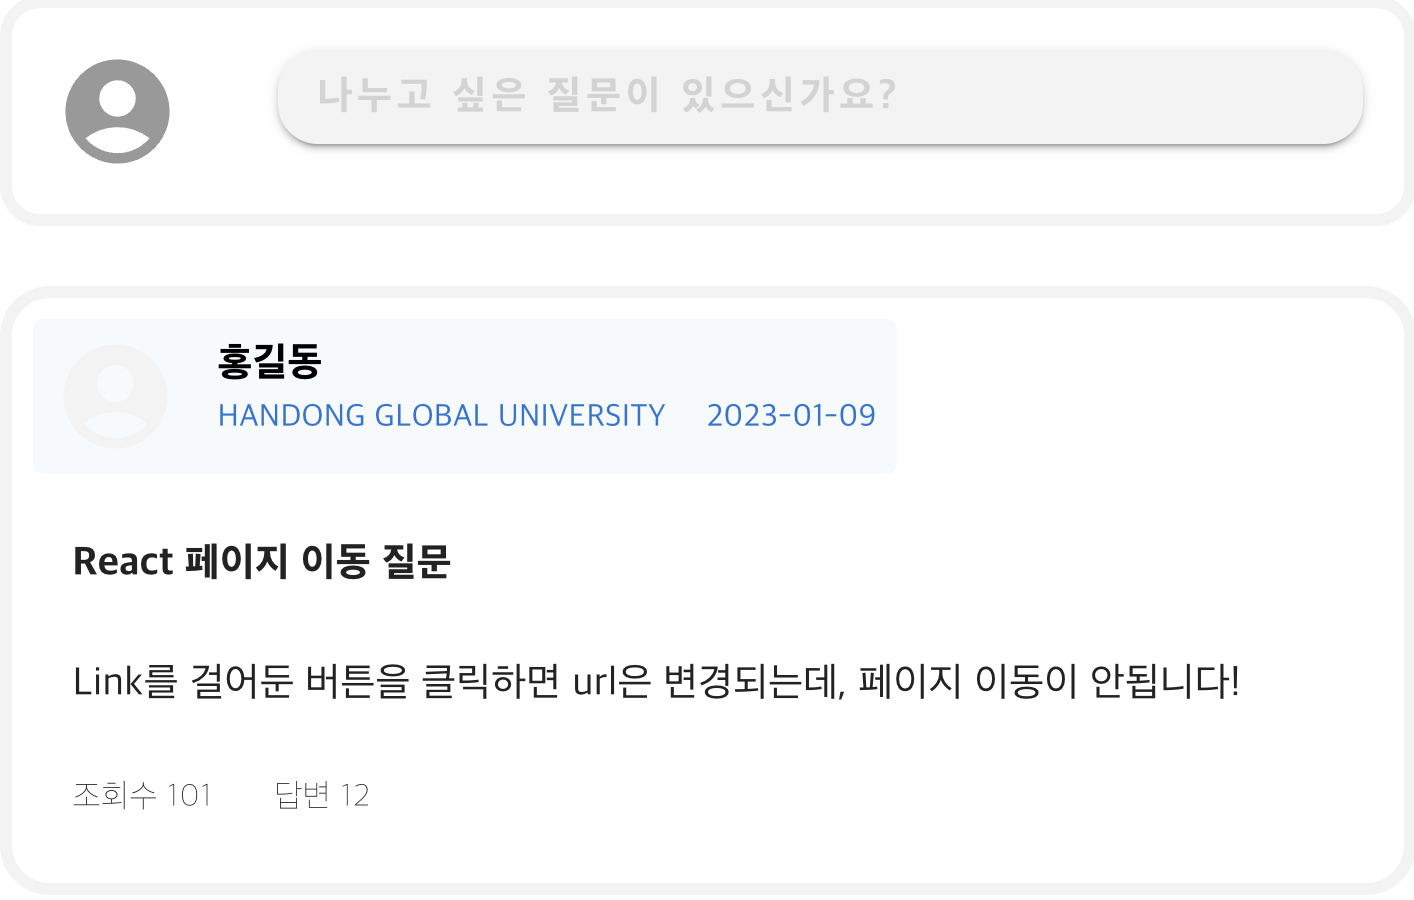 나누고 싶은 질문이 있으신가요?
홍길동
HANDONG GLOBAL UNIVERSITY 2023-01-09
React 페이지 이동 질문
Link를 걸어둔 버튼을 클릭하면 url은 변경되는데, 페이지 이동이 안됩니다!
조회수 101 답변 12